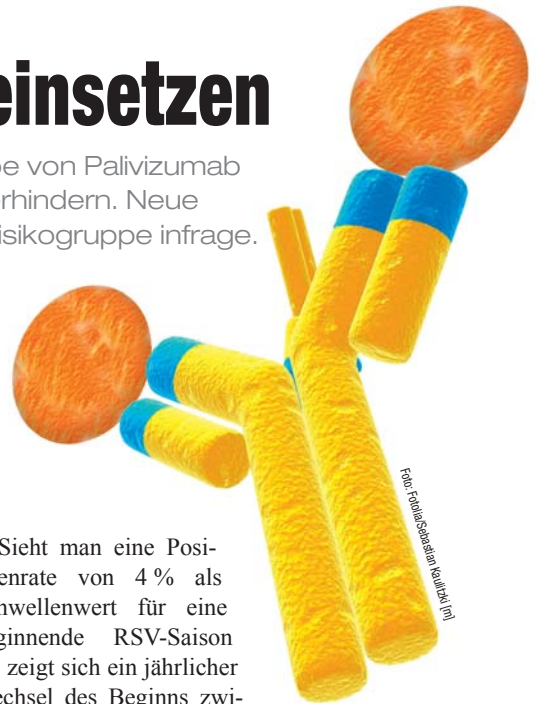 einsetzen
e von Palivizumab
rhindern. Neue
isikogruppe infrage.
Foto: Fotolia/Sebastian Kaulitzki [m]
Sieht man eine Posi-
enrate von 4 % als
nwellenwert für eine
ginnende RSV-Saison
zeigt sich ein jährlicher
echsel des Beginns zwi-